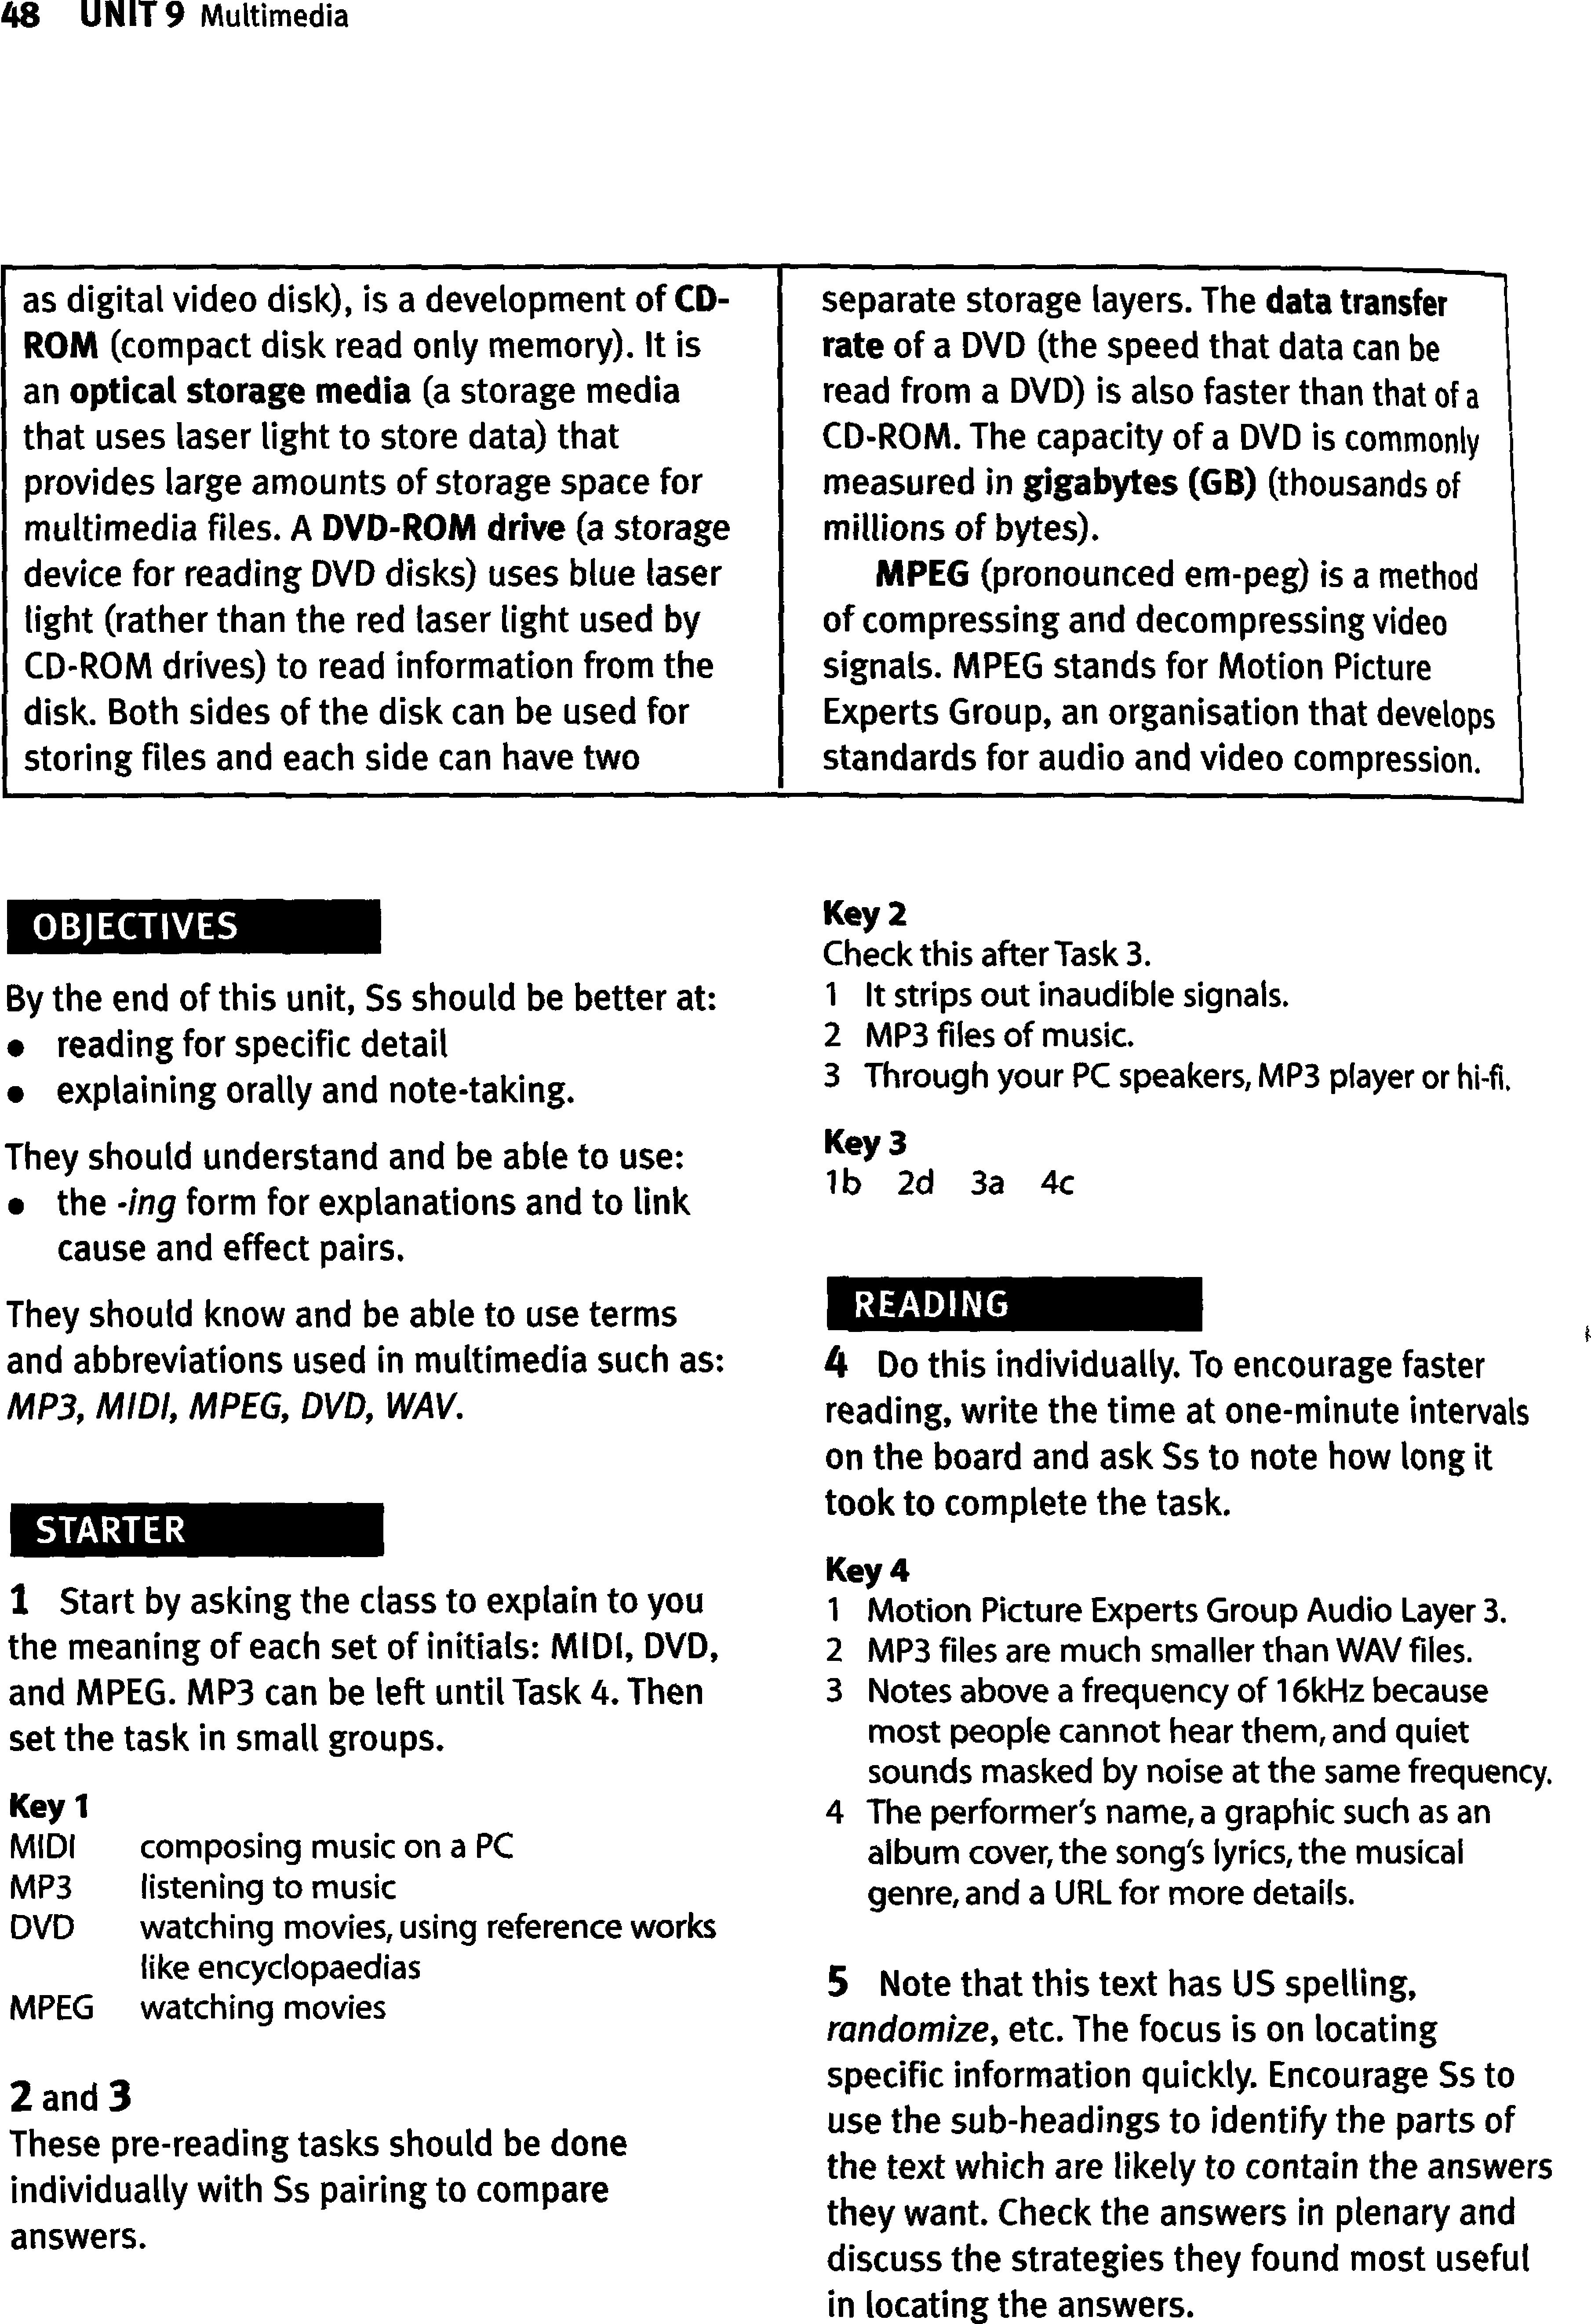 48 UNIT 9 Multimedia
as digital video disk), is a development of CD-
ROM (compact disk read only memory). It is
an optical storage media (a storage media
that uses laser light to store data) that
provides large amounts of storage space for
multimedia files. A DVD-ROM drive (a storage
device for reading DVD disks) uses blue laser
light (rather than the red laser light used by
CD-ROM drives) to read information from the
disk. Both sides of the disk can be used for
storing files and each side can have two
separate storage layers. The data transfer
rate of a DVD (the speed that data can be
read from a DVD) is also faster than that of a
CD-ROM. The capacity of a DVD is commonly
measured in gigabytes (GB) (thousands of
millions of bytes).
MPEG (pronounced em-peg) is a method
of compressing and decompressing video
signals. MPEG stands for Motion Picture
Experts Group, an organisation that develops
standards for audio and video compression.
OBJECTIVES
By the end of this unit, Ss should be better at:
• reading for specific detail
• explaining orally and note-taking.
They should understand and be able to use:
• the -ing form for explanations and to link
cause and effect pairs.
They should know and be able to use terms
and abbreviations used in multimedia such as:
MP3, MIDI, MPEG, DVD, WAV.
STARTER
1 Start by asking the class to explain to you
the meaning of each set of initials: MIDI, DVD,
and MPEG. MP3 can be left until Task 4. Then
set the task in small groups.
Key 1
MIDI composing music on a PC
MP3 listening to music
DVD watching movies, using reference works
like encyclopaedias
MPEG watching movies
2 and 3
These pre-reading tasks should be done
individually with Ss pairing to compare
answers.
Key 2
Check this after Task 3.
1 It strips out inaudible signals.
2 MP3 files of music.
3 Through your PC speakers, MP3 player or hi-fi.
Key 3
1b 2d 3a 4c
READING
4 Do this individually. To encourage faster
reading, write the time at one-minute intervals
on the board and ask Ss to note how long it
took to complete the task.
Key 4
1 Motion Picture Experts Group Audio Layer 3.
2 MP3 files are much smaller than WAV files.
3 Notes above a frequency of 16kHz because
most people cannot hear them, and quiet
sounds masked by noise at the same frequency.
4 The performer's name, a graphic such as an
album cover, the song's lyrics, the musical
genre, and a URL for more details.
5 Note that this text has US spelling,
randomize, etc. The focus is on locating
specific information quickly. Encourage Ss to
use the sub-headings to identify the parts of
the text which are likely to contain the answers
they want. Check the answers in plenary and
discuss the strategies they found most useful
in locating the answers.